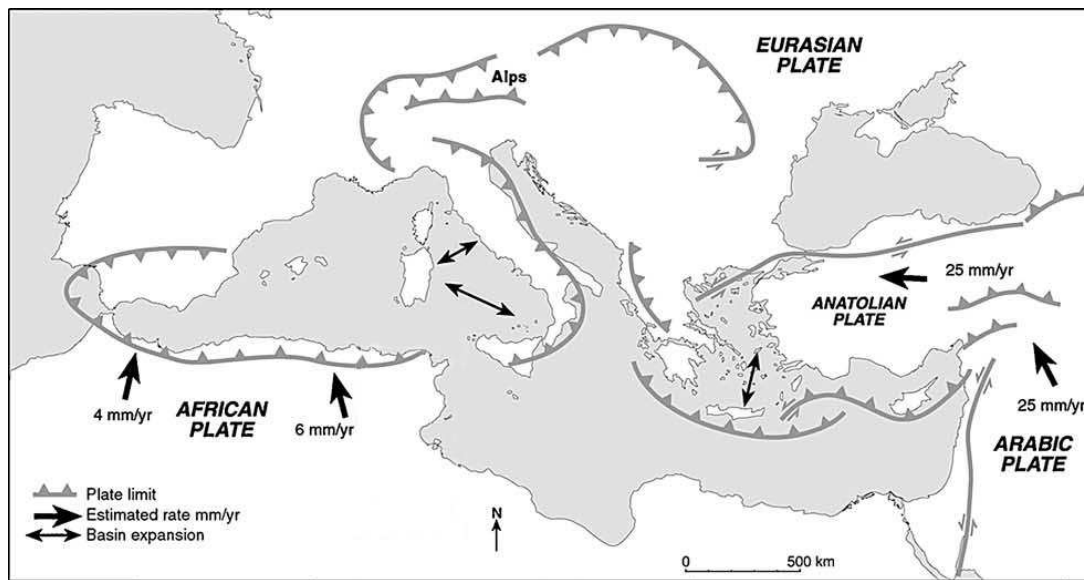 EURASIAN
PLATE
Alps
25 mm/yr
ANATOLIAN
PLATE
4 mm/yr
AFRICAN
PLATE
6 mm/yr
25 mm/yr
ARABIC
PLATE
Plate limit
Estimated rate mm/yr
Basin expansion
N
0 500 km